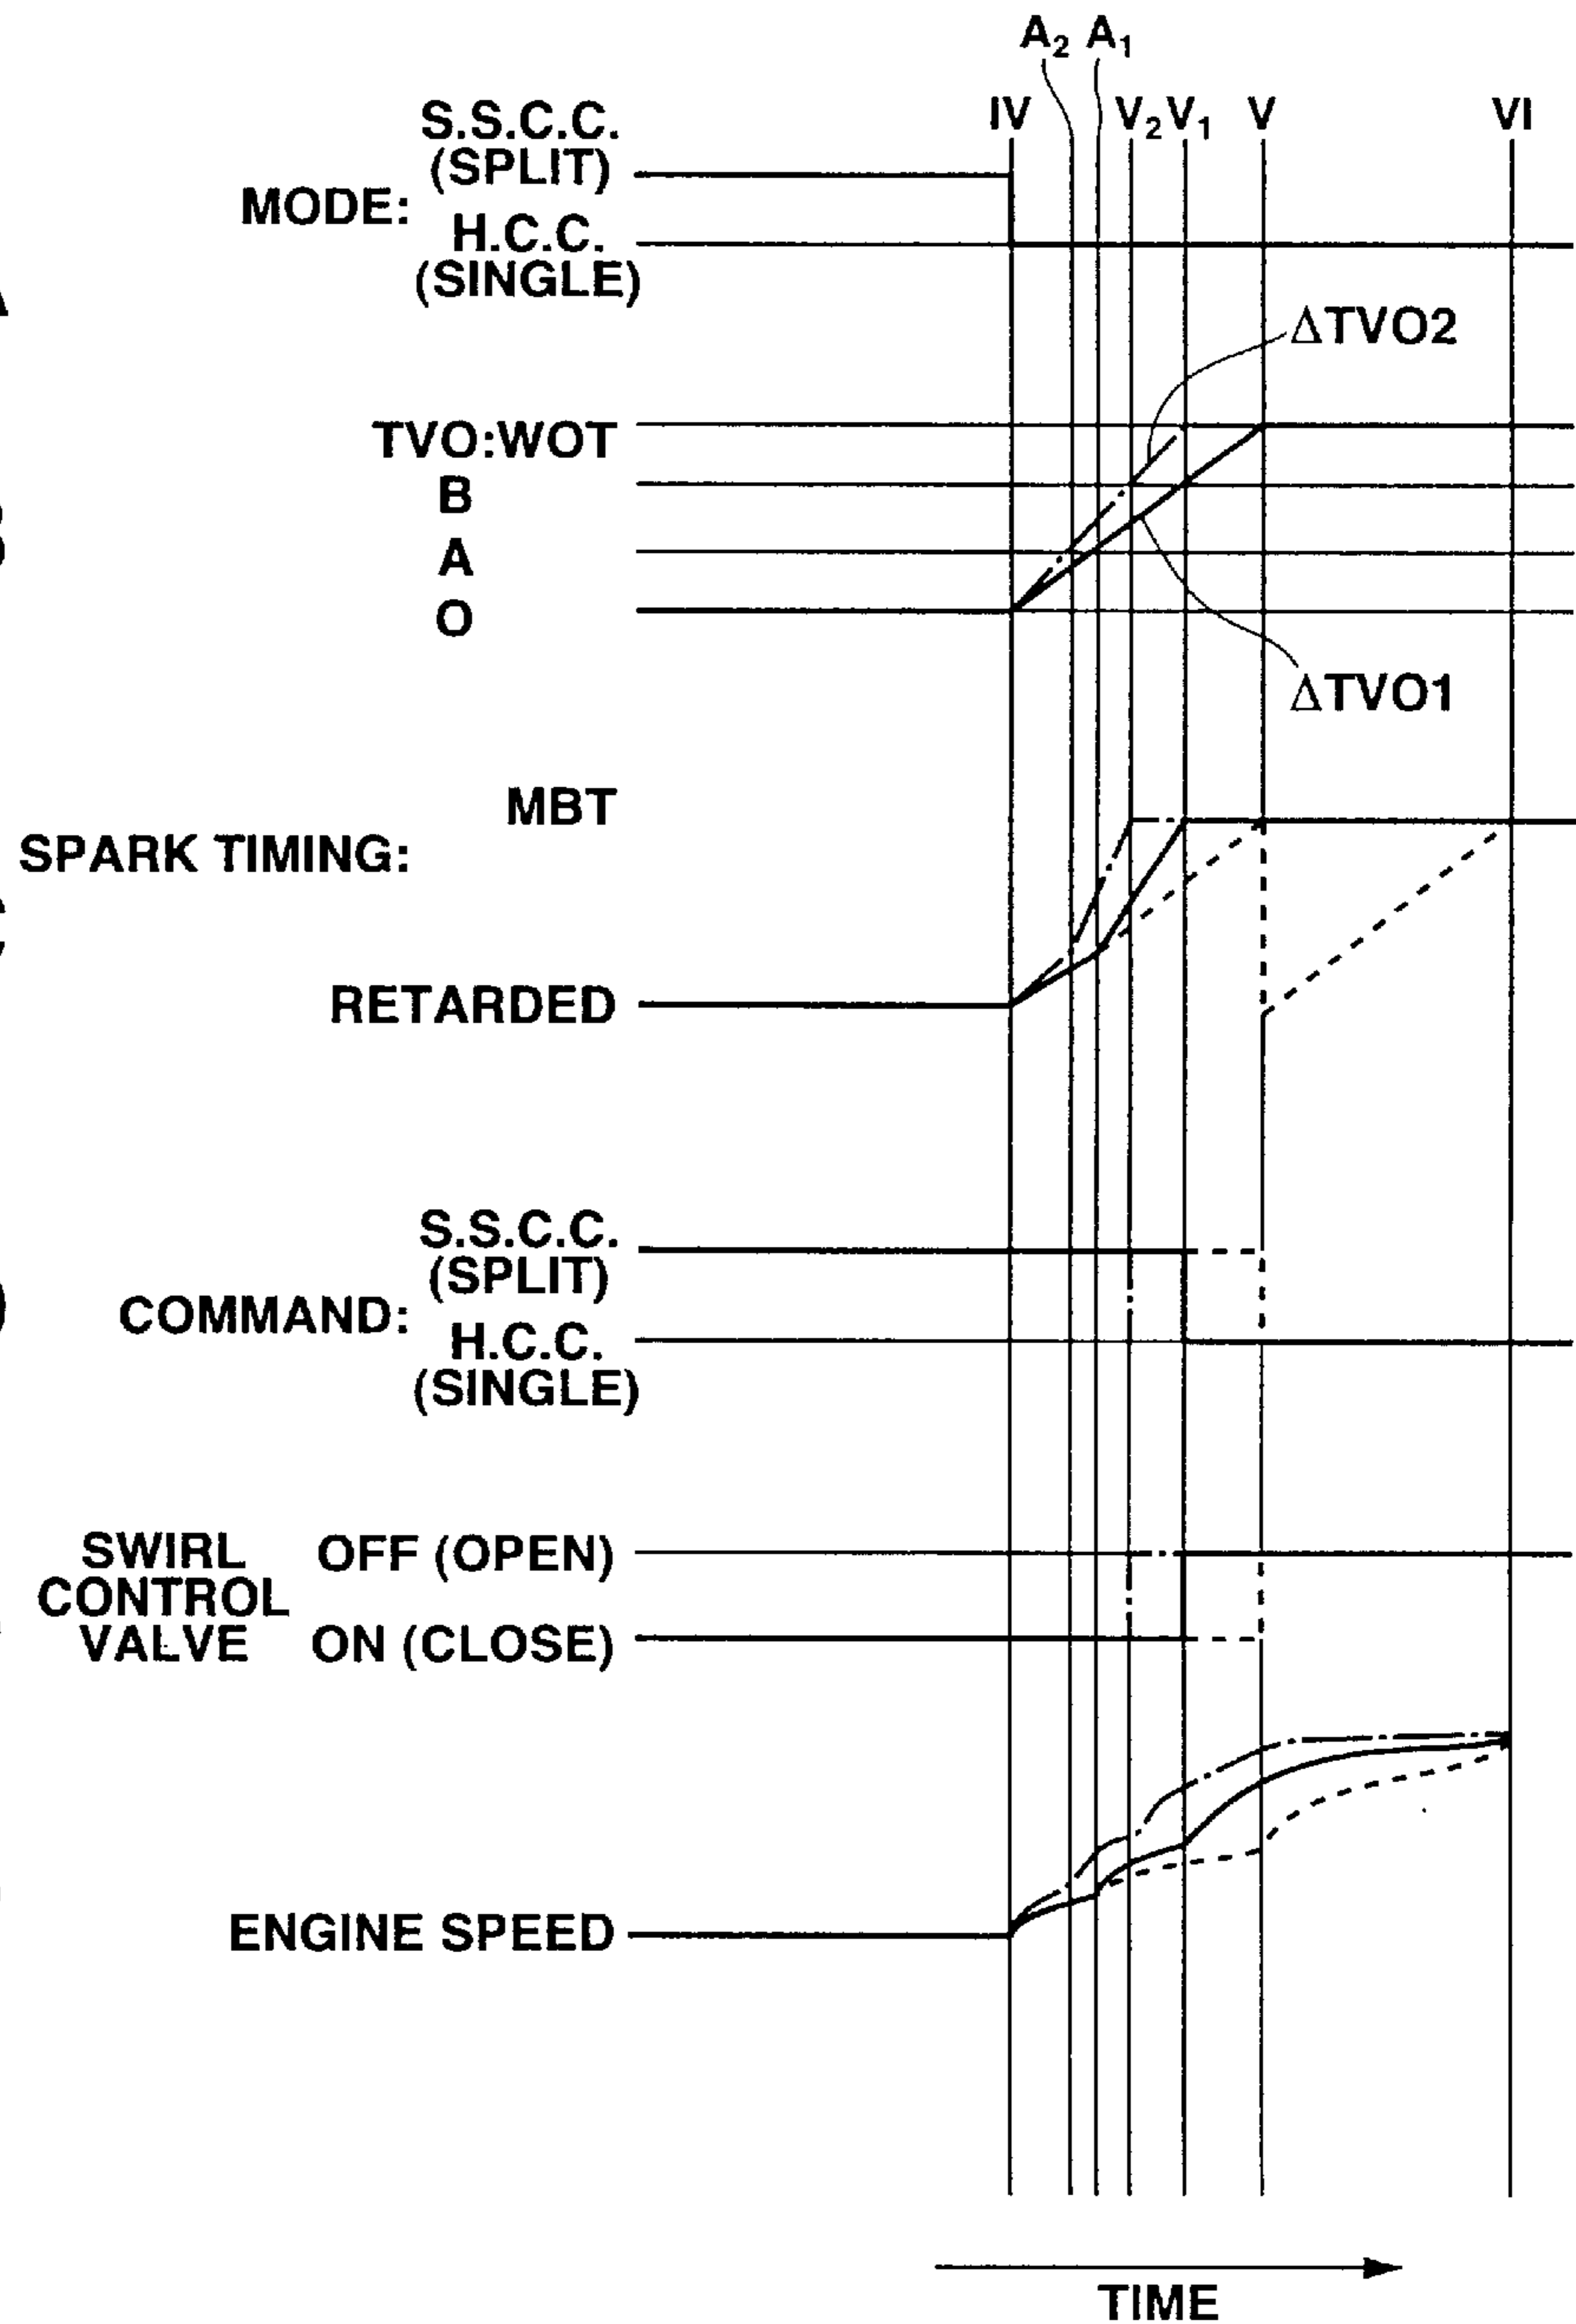 A₂ A₁
IV V₂ V₁ V VI
S.S.C.C.
(SPLIT)
MODE:
H.C.C.
(SINGLE)
ΔTVO2
TVO:WOT
B
A
O
ΔTVO1
MBT
SPARK TIMING:
RETARDED
S.S.C.C.
(SPLIT)
COMMAND:
H.C.C.
(SINGLE)
SWIRL
CONTROL
VALVE
OFF (OPEN)
ON (CLOSE)
ENGINE SPEED
TIME